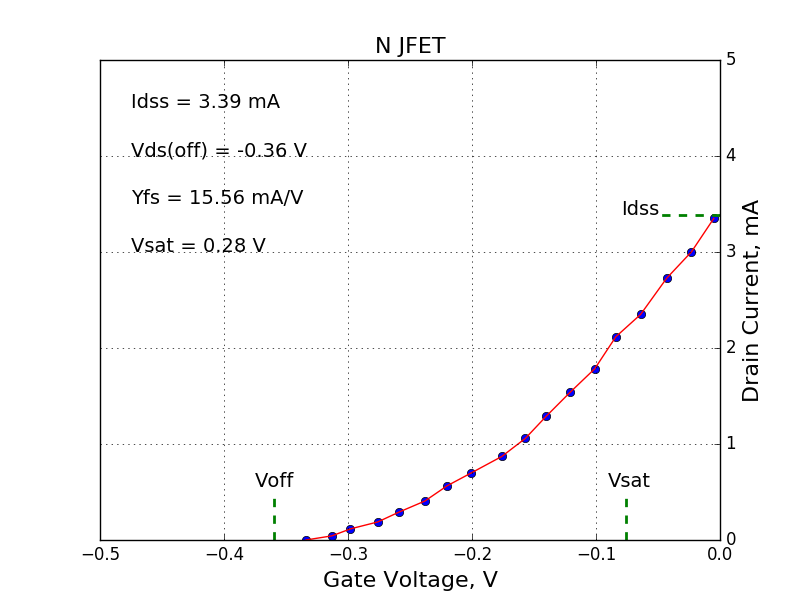 N JFET
Idss = 3.39 mA
Vds(off) = -0.36 V
Yfs = 15.56 mA/V
Vsat = 0.28 V
Idss
Voff
Vsat
5
4
3
2
1
0
Drain Current, mA
−0.5 −0.4 −0.3 −0.2 −0.1 0.0
Gate Voltage, V